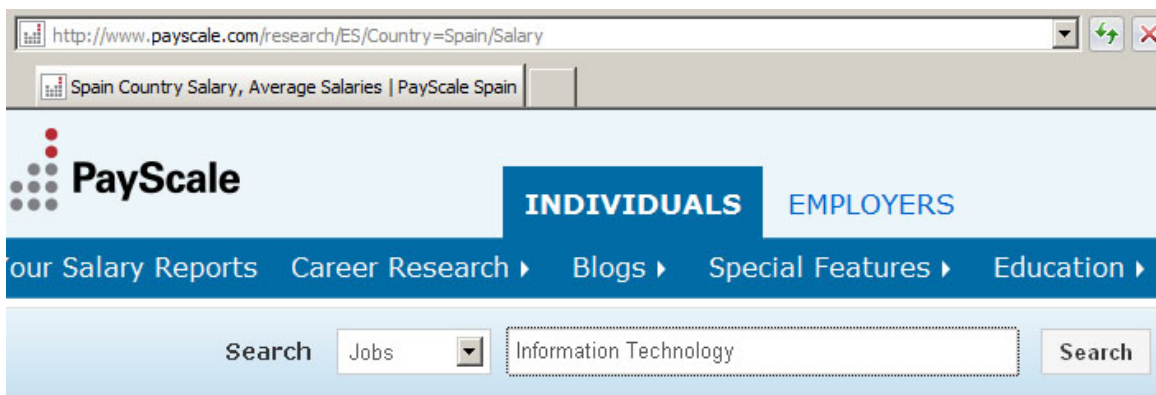 http://www.payscale.com/research/ES/Country=Spain/Salary
Spain Country Salary, Average Salaries | PayScale Spain
PayScale
INDIVIDUALS EMPLOYERS
our Salary Reports Career Research Blogs Special Features Education
Search Jobs Information Technology Search